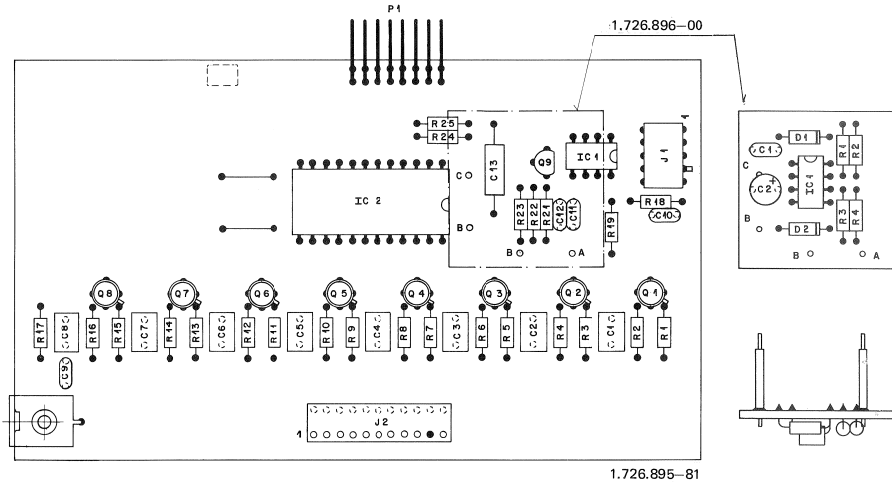 P1
1.726.896–00
R25
R24
C13
Q9
IC1
J1
1
IC 2
C
B
R23
R22
R21
C12
C11
R19
R18
C10
B
A
D1
C1
R1
R2
C
C2
+
IC1
B
D2
R3
R4
B
A
Q8
Q7
Q6
Q5
Q4
Q3
Q2
Q1
R17
C8
R16
R15
C7
R14
R13
C6
R12
R11
C5
R10
R9
C4
R8
R7
C3
R6
R5
C2
R4
R3
C1
R2
R1
C9
J2
1
1.726.895–81